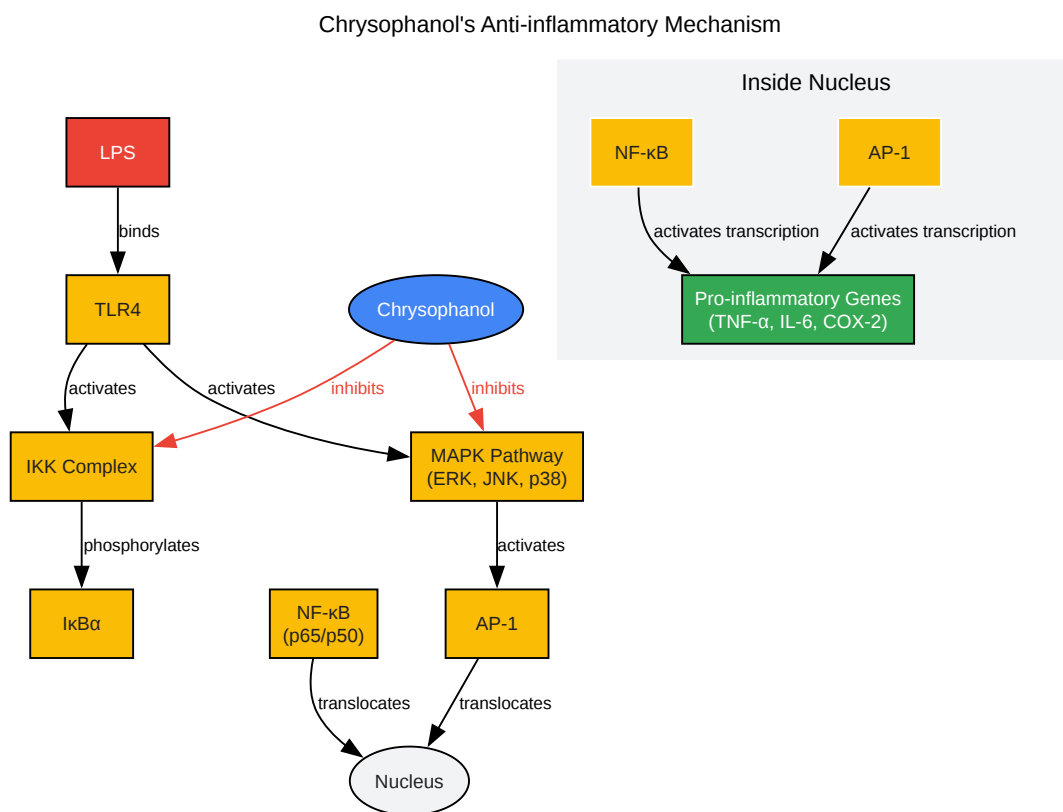 Chrysophanol's Anti-inflammatory Mechanism
Inside Nucleus
LPS
NF-κB
AP-1
binds
activates transcription
activates transcription
TLR4
Chrysophanol
Pro-inflammatory Genes
(TNF-α, IL-6, COX-2)
activates
activates
inhibits
inhibits
IKK Complex
MAPK Pathway
(ERK, JNK, p38)
phosphorylates
activates
IκBα
NF-κB
(p65/p50)
AP-1
translocates
translocates
Nucleus